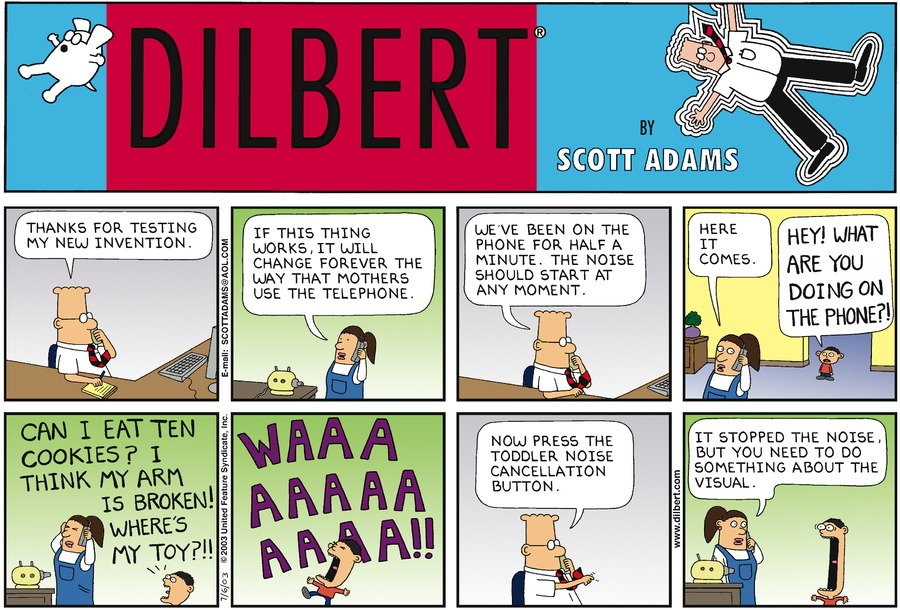 DILBERT®
BY
SCOTT ADAMS
THANKS FOR TESTING
MY NEW INVENTION.
E-mail: SCOTTADAMS@AOL.COM
IF THIS THING
WORKS, IT WILL
CHANGE FOREVER THE
WAY THAT MOTHERS
USE THE TELEPHONE.
WE'VE BEEN ON THE
PHONE FOR HALF A
MINUTE. THE NOISE
SHOULD START AT
ANY MOMENT.
HERE
IT
COMES.
HEY! WHAT
ARE YOU
DOING ON
THE PHONE?!
CAN I EAT TEN
COOKIES? I
THINK MY ARM
IS BROKEN!
WHERE'S
MY TOY?!!
7/6/03 © 2003 United Feature Syndicate, Inc.
WAAA
AAAAA
AAAA!!
NOW PRESS THE
TODDLER NOISE
CANCELLATION
BUTTON.
www.dilbert.com
IT STOPPED THE NOISE,
BUT YOU NEED TO DO
SOMETHING ABOUT THE
VISUAL.